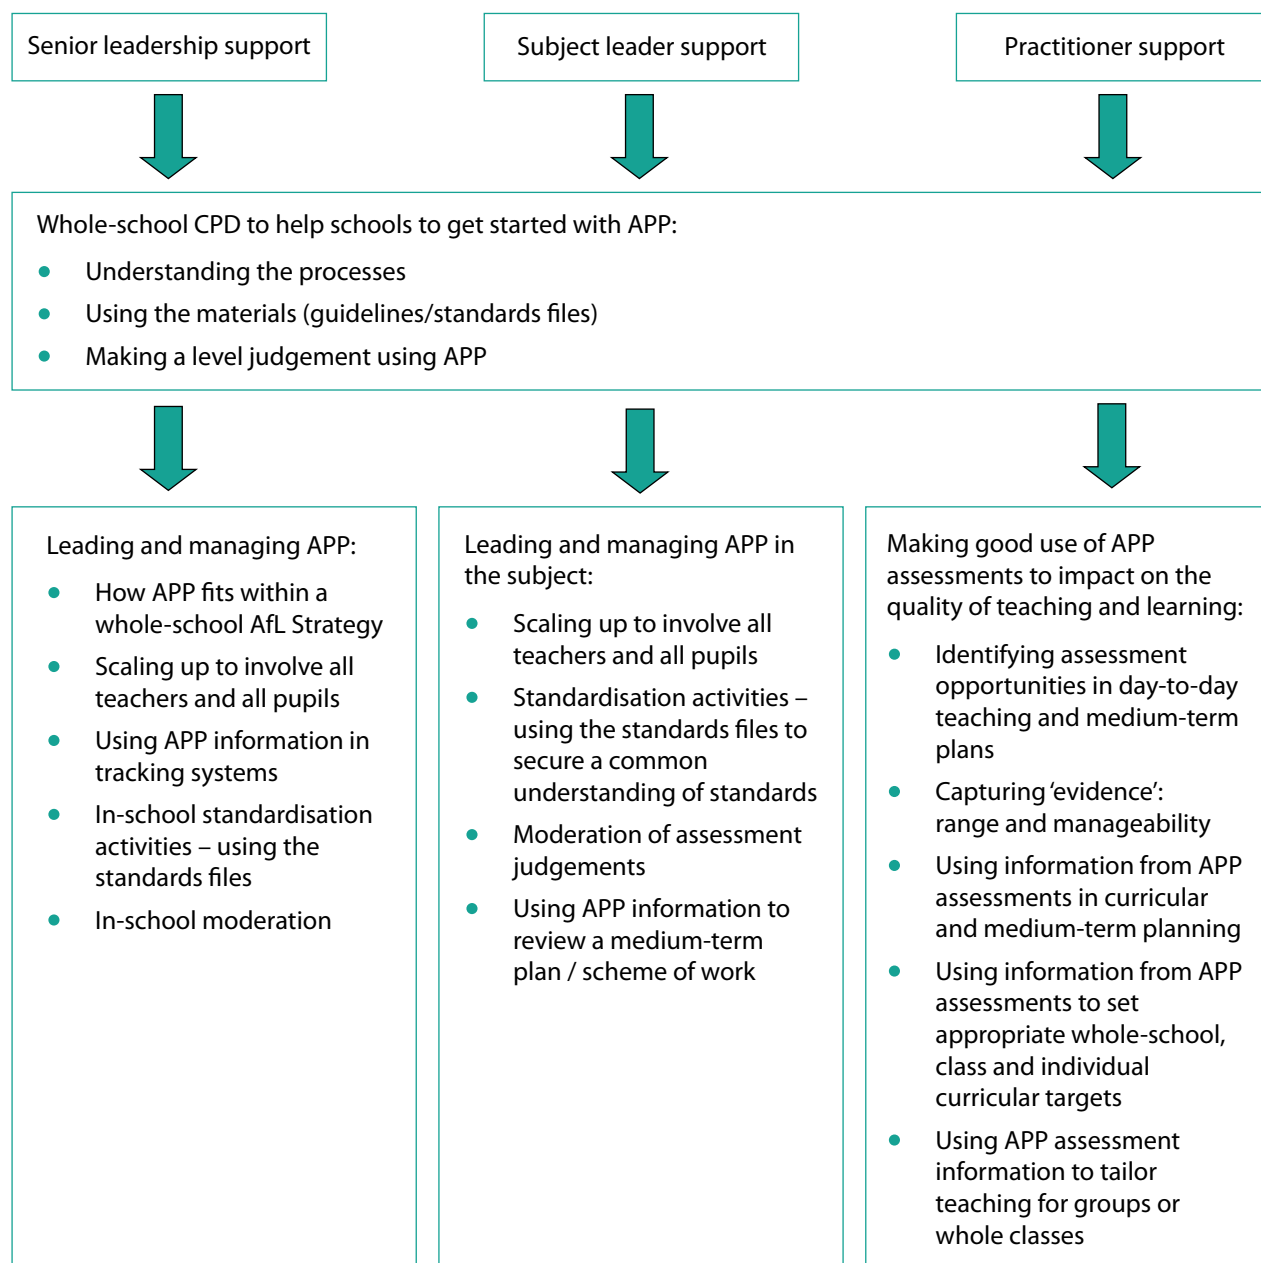 Senior leadership support
Subject leader support
Practitioner support
Whole-school CPD to help schools to get started with APP:
● Understanding the processes
● Using the materials (guidelines/standards files)
● Making a level judgement using APP
Leading and managing APP:
● How APP fits within a
whole-school AfL Strategy
● Scaling up to involve all
teachers and all pupils
● Using APP information in
tracking systems
● In-school standardisation
activities – using the
standards files
● In-school moderation
Leading and managing APP in
the subject:
● Scaling up to involve all
teachers and all pupils
● Standardisation activities –
using the standards files to
secure a common
understanding of standards
● Moderation of assessment
judgements
● Using APP information to
review a medium-term
plan / scheme of work
Making good use of APP
assessments to impact on the
quality of teaching and learning:
● Identifying assessment
opportunities in day-to-day
teaching and medium-term
plans
● Capturing ‘evidence’:
range and manageability
● Using information from APP
assessments in curricular
and medium-term planning
● Using information from APP
assessments to set
appropriate whole-school,
class and individual
curricular targets
● Using APP assessment
information to tailor
teaching for groups or
whole classes